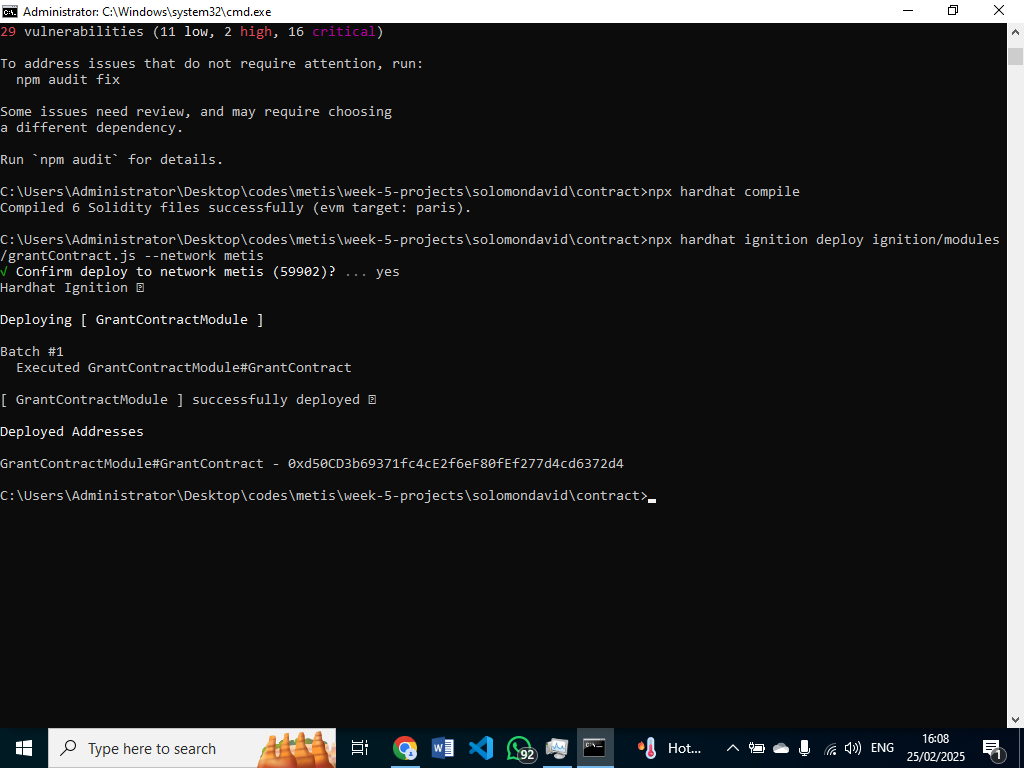 Administrator: C:\Windows\system32\cmd.exe
29 vulnerabilities (11 low, 2 high, 16 critical)
To address issues that do not require attention, run:
npm audit fix
Some issues need review, and may require choosing
a different dependency.
Run `npm audit` for details.
C:\Users\Administrator\Desktop\codes\metis\week-5-projects\solomondavid\contract>npx hardhat compile
Compiled 6 Solidity files successfully (evm target: paris).
C:\Users\Administrator\Desktop\codes\metis\week-5-projects\solomondavid\contract>npx hardhat ignition deploy ignition/modules
/grantContract.js --network metis
√ Confirm deploy to network metis (59902)? ... yes
Hardhat Ignition
Deploying [ GrantContractModule ]
Batch #1
Executed GrantContractModule#GrantContract
[ GrantContractModule ] successfully deployed
Deployed Addresses
GrantContractModule#GrantContract - 0xd50CD3b69371fc4cE2f6eF80fEf277d4cd6372d4
C:\Users\Administrator\Desktop\codes\metis\week-5-projects\solomondavid\contract>
Type here to search
92
Hot...
ENG
16:08
25/02/2025
1